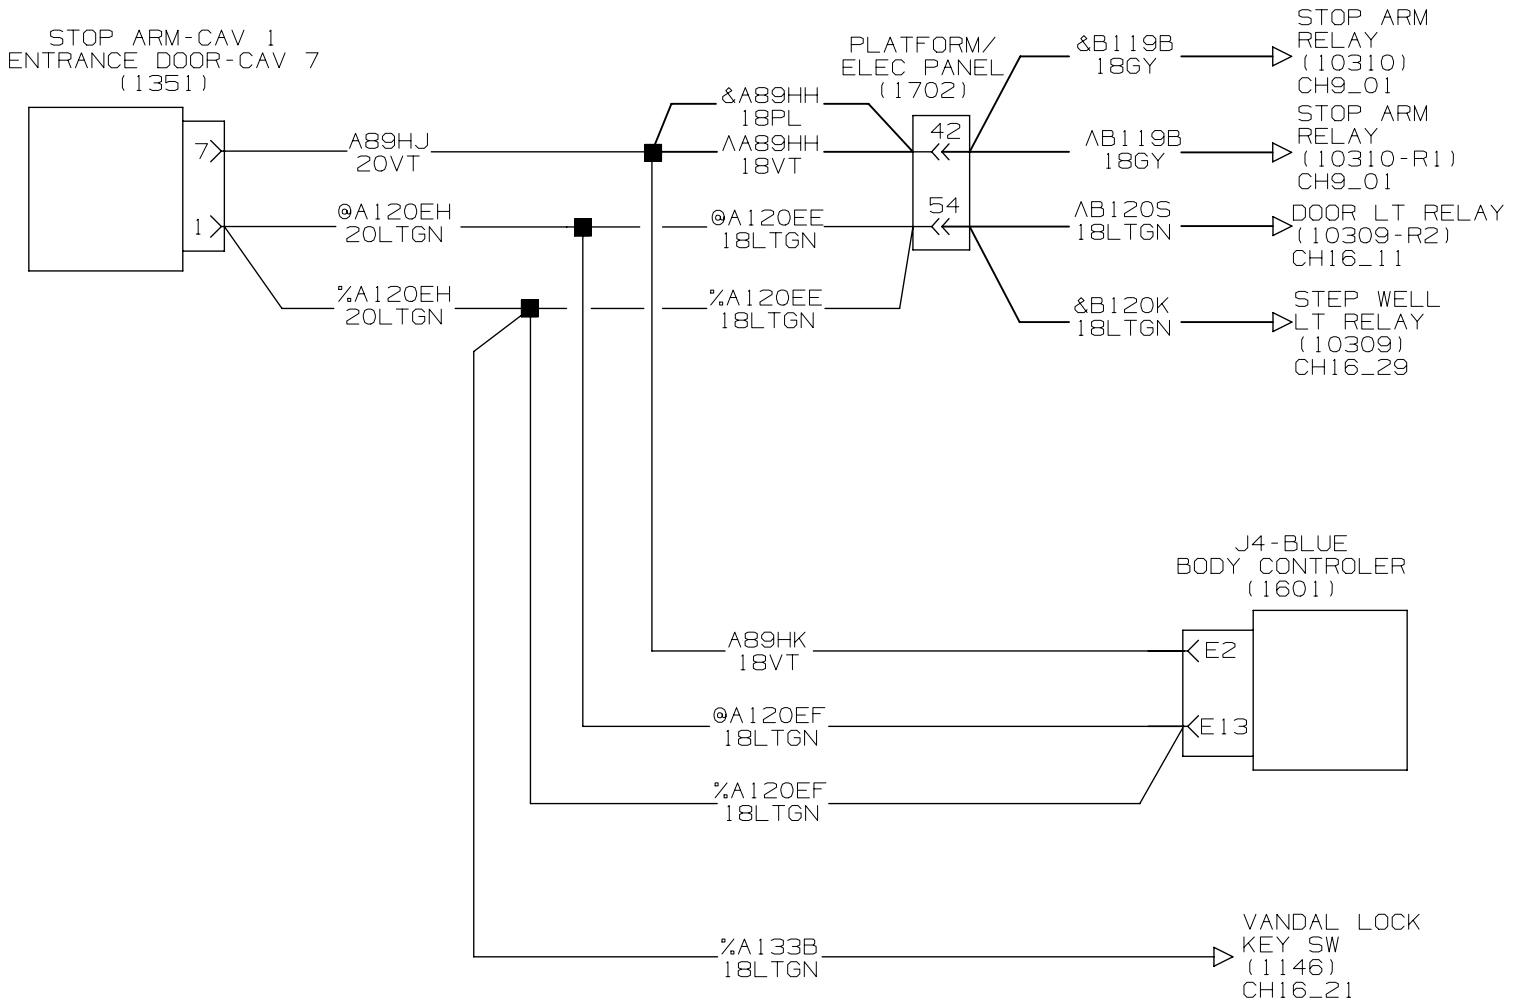 STOP ARM-CAV 1
ENTRANCE DOOR-CAV 7
(1351)
7
1
A89HJ
20VT
@A120EH
20LTGN
%A120EH
20LTGN
&A89HH
18PL
ΛA89HH
18VT
@A120EE
18LTGN
%A120EE
18LTGN
PLATFORM/
ELEC PANEL
(1702)
42
54
&B119B
18GY
ΛB119B
18GY
ΛB120S
18LTGN
&B120K
18LTGN
STOP ARM
RELAY
(10310)
CH9_01
STOP ARM
RELAY
(10310-R1)
CH9_01
DOOR LT RELAY
(10309-R2)
CH16_11
STEP WELL
LT RELAY
(10309)
CH16_29
J4-BLUE
BODY CONTROLER
(1601)
E2
E13
A89HK
18VT
@A120EF
18LTGN
%A120EF
18LTGN
%A133B
18LTGN
VANDAL LOCK
KEY SW
(1146)
CH16_21